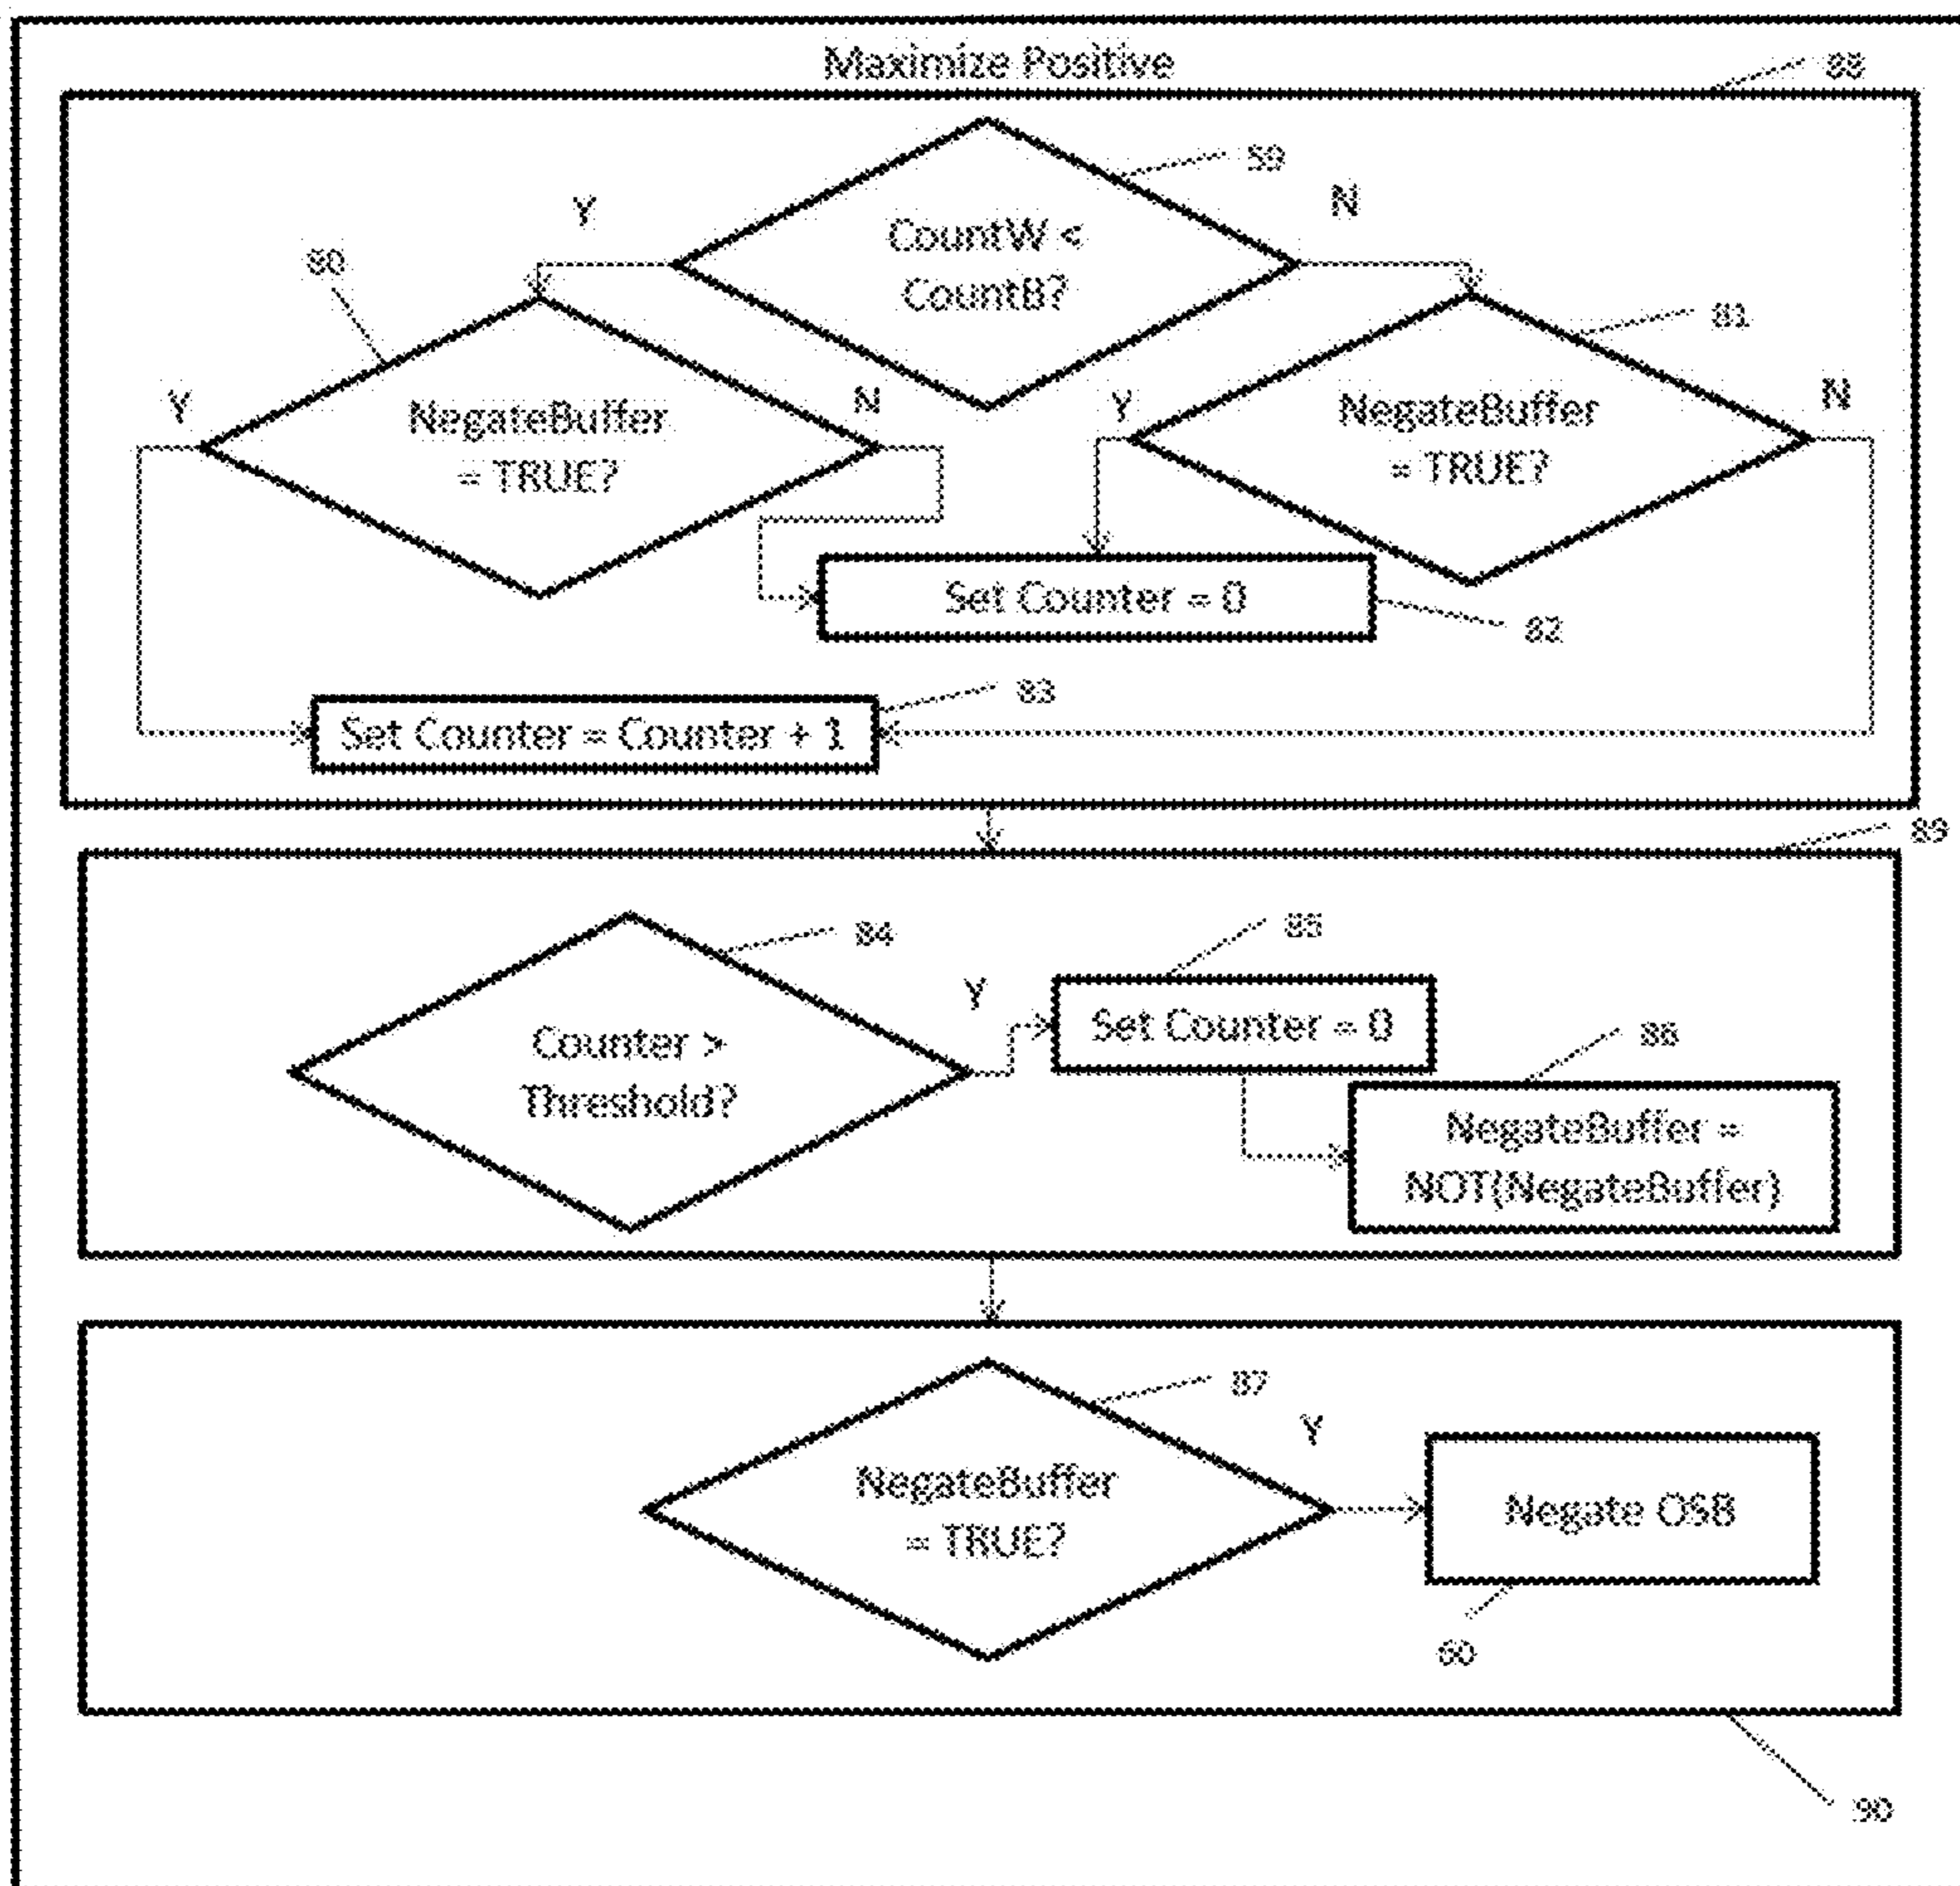 Maximize Positive
88
59
Y
N
CountW <
CountB?
80
81
Y
N
Y
N
NegateBuffer
= TRUE?
NegateBuffer
= TRUE?
Set Counter = 0
82
83
Set Counter = Counter + 1
89
84
85
Y
Set Counter = 0
86
Counter >
Threshold?
NegateBuffer =
NOT(NegateBuffer)
87
Y
NegateBuffer
= TRUE?
Negate OSB
60
90